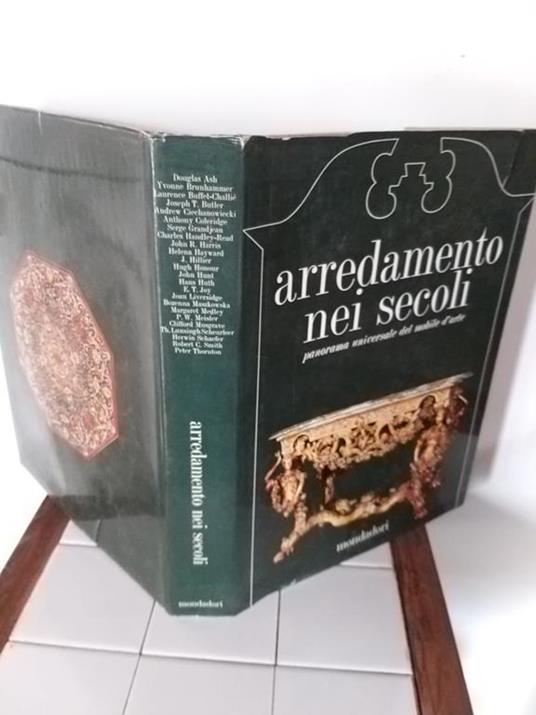 Douglas Ash
Yvonne Brunhammer
Laurence Buffet-Challié
Joseph T. Butler
Andrew Ciechanowiecki
Anthony Coleridge
Serge Grandjean
Charles Handley-Read
John R. Harris
Helena Hayward
J. Hillier
Hugh Honour
John Hunt
Hans Huth
E. T. Joy
Joan Liversidge
Bozenna Maszkowska
Margaret Medley
P. W. Meister
Clifford Musgrave
Th. Lunsingh-Scheurleer
Herwin Schaefer
Robert C. Smith
Peter Thornton
arredamento nei secoli
mondadori
arredamento
nei secoli
panorama universale del mobile d'arte
mondadori